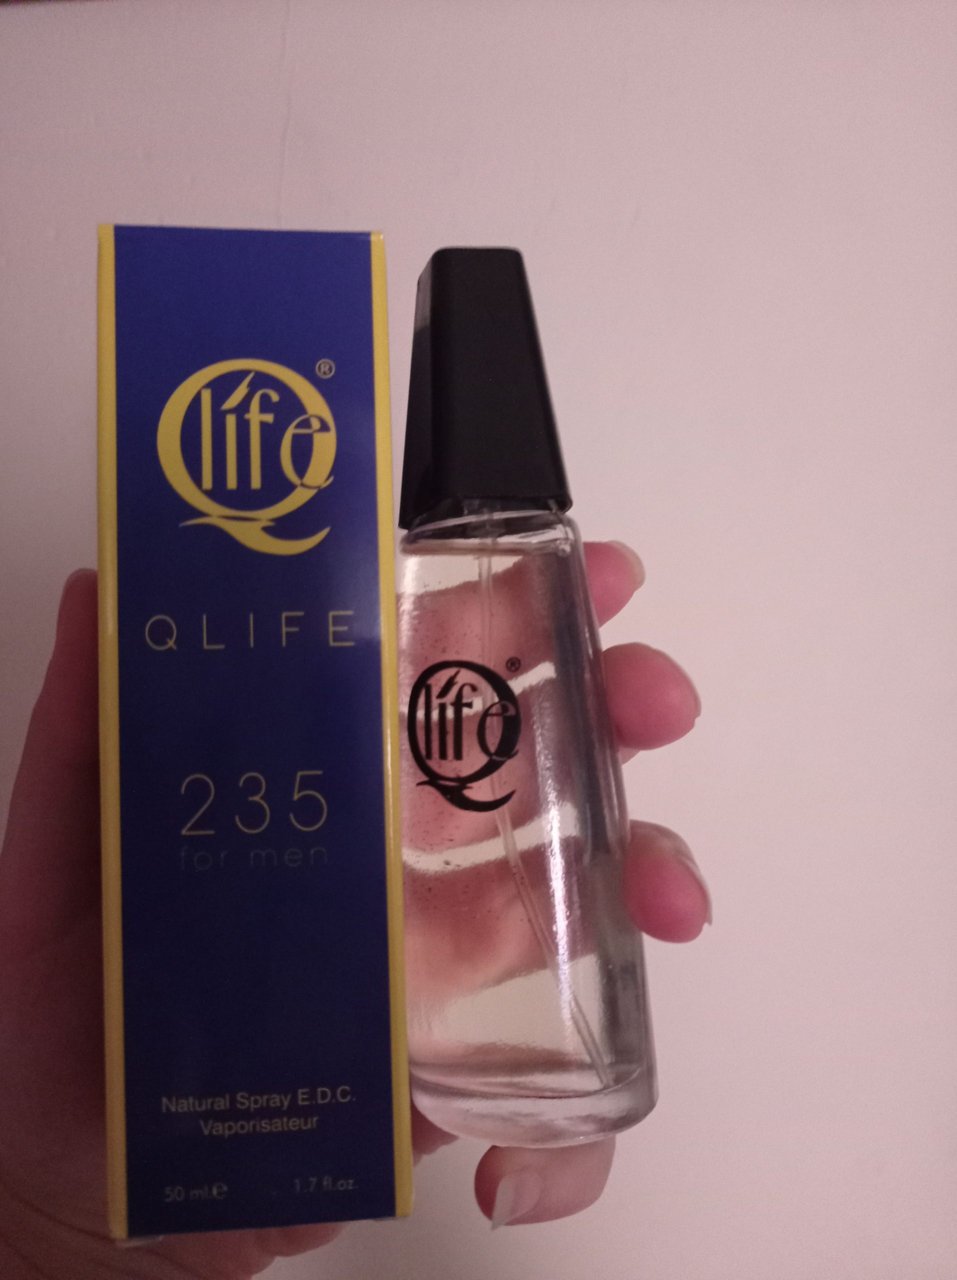 Qlife®
QLIFE
235
for men
Natural Spray E.D.C.
Vaporisateur
50 ml.e 1.7 fl.oz.
Qlife®